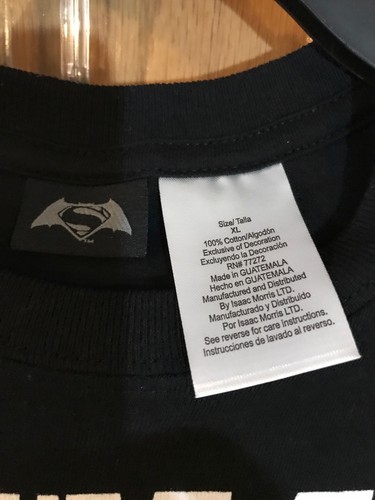 Size/ Talla
XL
100% Cotton/Algodón
Exclusive of Decoration
Excluyendo la Decoración
RN# 77272
Made in GUATEMALA
Hecho en GUATEMALA
Manufactured and Distributed
By Isaac Morris LTD.
Manufacturado y Distribuido
Por Isaac Morris LTD.
See reverse for care Instructions.
Instrucciones de lavado al reverso.